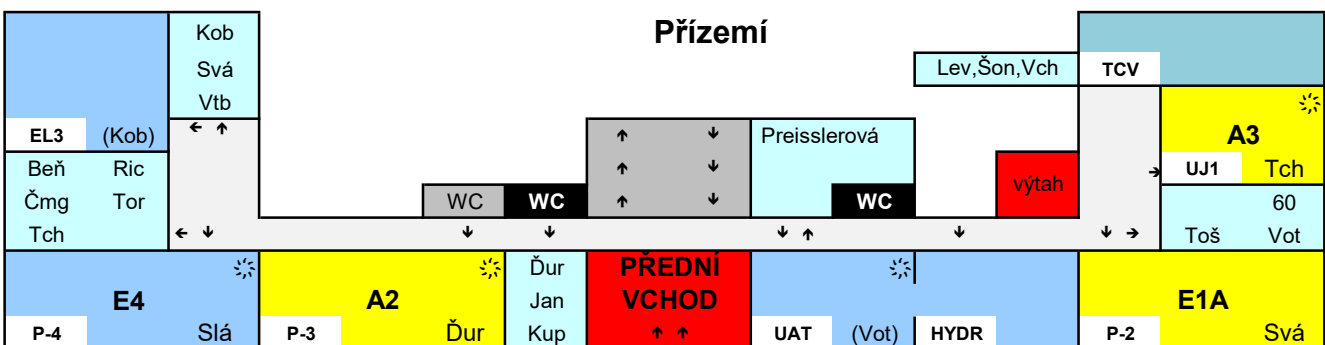 Přízemí
Kob
Svá
Vtb
Lev,Šon,Vch
TCV
EL3 (Kob)
← ↑
↑ ↓
Preisslerová
A3
Beň Ric
↑ ↓
výtah
→
UJ1 Tch
Čmg Tor
WC
WC
↑ ↓
WC
60
Tch
← ↓
↓
↓
↓ ↑
↓
↓ →
Toš Vot
E4
A2
Ďur
Jan
Kup
PŘEDNÍ
VCHOD
↑ ↑
E1A
P-4 Slá
P-3 Ďur
UAT (Vot)
HYDR
P-2 Svá